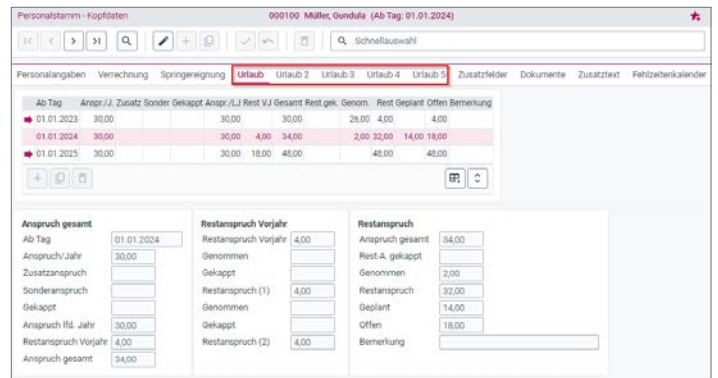 Personalstamm - Kopfdaten 000100 Müller, Gundula (Ab Tag: 01.01.2024)
Schnellauswahl
Personalangaben Verrechnung Springereignung Urlaub Urlaub 2 Urlaub 3 Urlaub 4 Urlaub 5 Zusatzfelder Dokumente Zusatztext Fehlzeitenkalender
Ab Tag Anspr./J. Zusatz Sonder Gekappt Anspr./LJ Rest VJ Gesamt Rest.gek. Genom. Rest Geplant Offen Bemerkung
01.01.2023 30,00 30,00 30,00 26,00 4,00 4,00
01.01.2024 30,00 30,00 4,00 34,00 2,00 32,00 14,00 18,00
01.01.2025 30,00 30,00 18,00 48,00 48,00 48,00
Anspruch gesamt Restanspruch Vorjahr Restanspruch
Ab Tag 01.01.2024 Restanspruch Vorjahr 4,00 Anspruch gesamt 34,00
Anspruch/Jahr 30,00 Genommen Rest-A. gekappt
Zusatzanspruch Gekappt Genommen 2,00
Sonderanspruch Restanspruch (1) 4,00 Restanspruch 32,00
Gekappt Genommen Geplant 14,00
Anspruch lfd. Jahr 30,00 Gekappt Offen 18,00
Restanspruch Vorjahr 4,00 Restanspruch (2) 4,00 Bemerkung
Anspruch gesamt 34,00